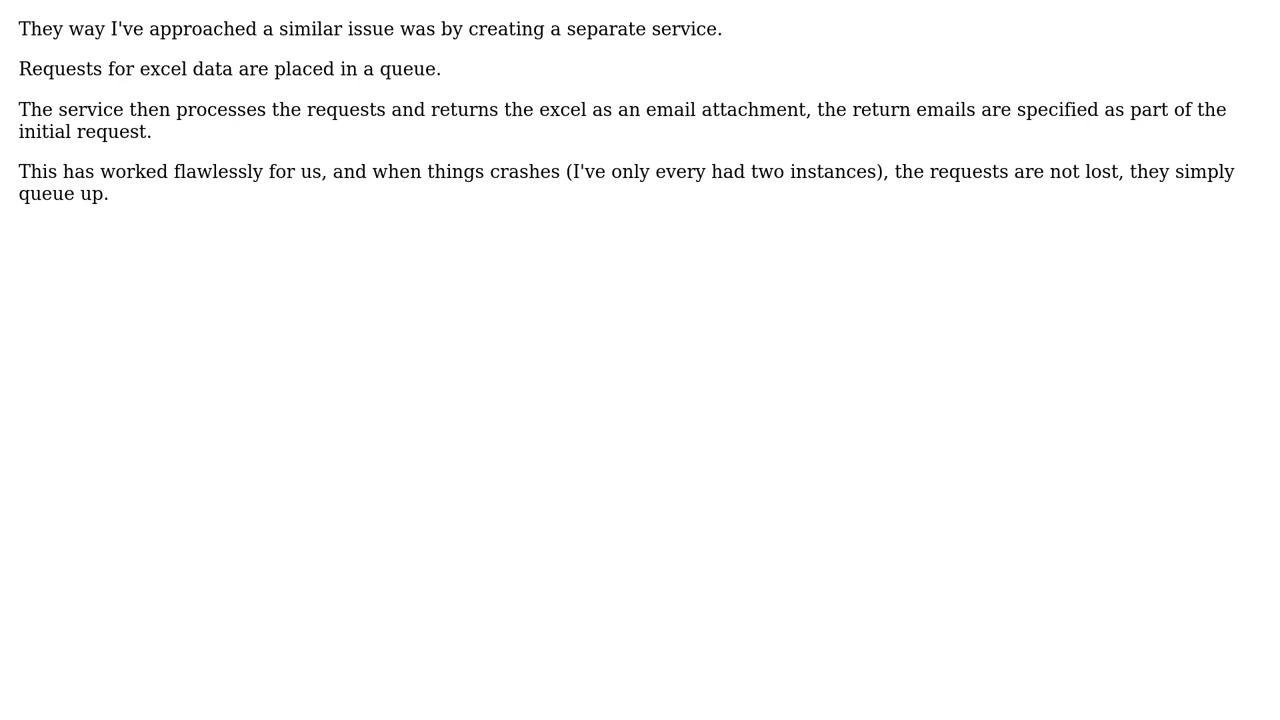 They way I've approached a similar issue was by creating a separate service.
Requests for excel data are placed in a queue.
The service then processes the requests and returns the excel as an email attachment, the return emails are specified as part of the
initial request.
This has worked flawlessly for us, and when things crashes (I've only every had two instances), the requests are not lost, they simply
queue up.